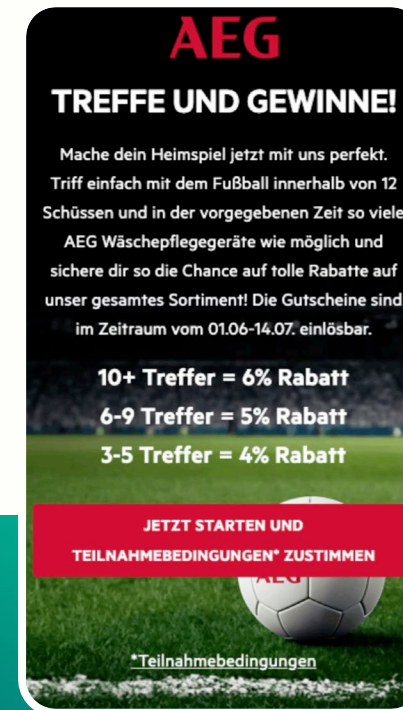 AEG
TREFFE UND GEWINNE!
Mache dein Heimspiel jetzt mit uns perfekt.
Triff einfach mit dem Fußball innerhalb von 12
Schüssen und in der vorgegebenen Zeit so viele
AEG Wäschepflegegeräte wie möglich und
sichere dir so die Chance auf tolle Rabatte auf
unser gesamtes Sortiment! Die Gutscheine sind
im Zeitraum vom 01.06-14.07. einlösbar.
10+ Treffer = 6% Rabatt
6-9 Treffer = 5% Rabatt
3-5 Treffer = 4% Rabatt
JETZT STARTEN UND
TEILNAHMEBEDINGUNGEN* ZUSTIMMEN
AEG
*Teilnahmebedingungen